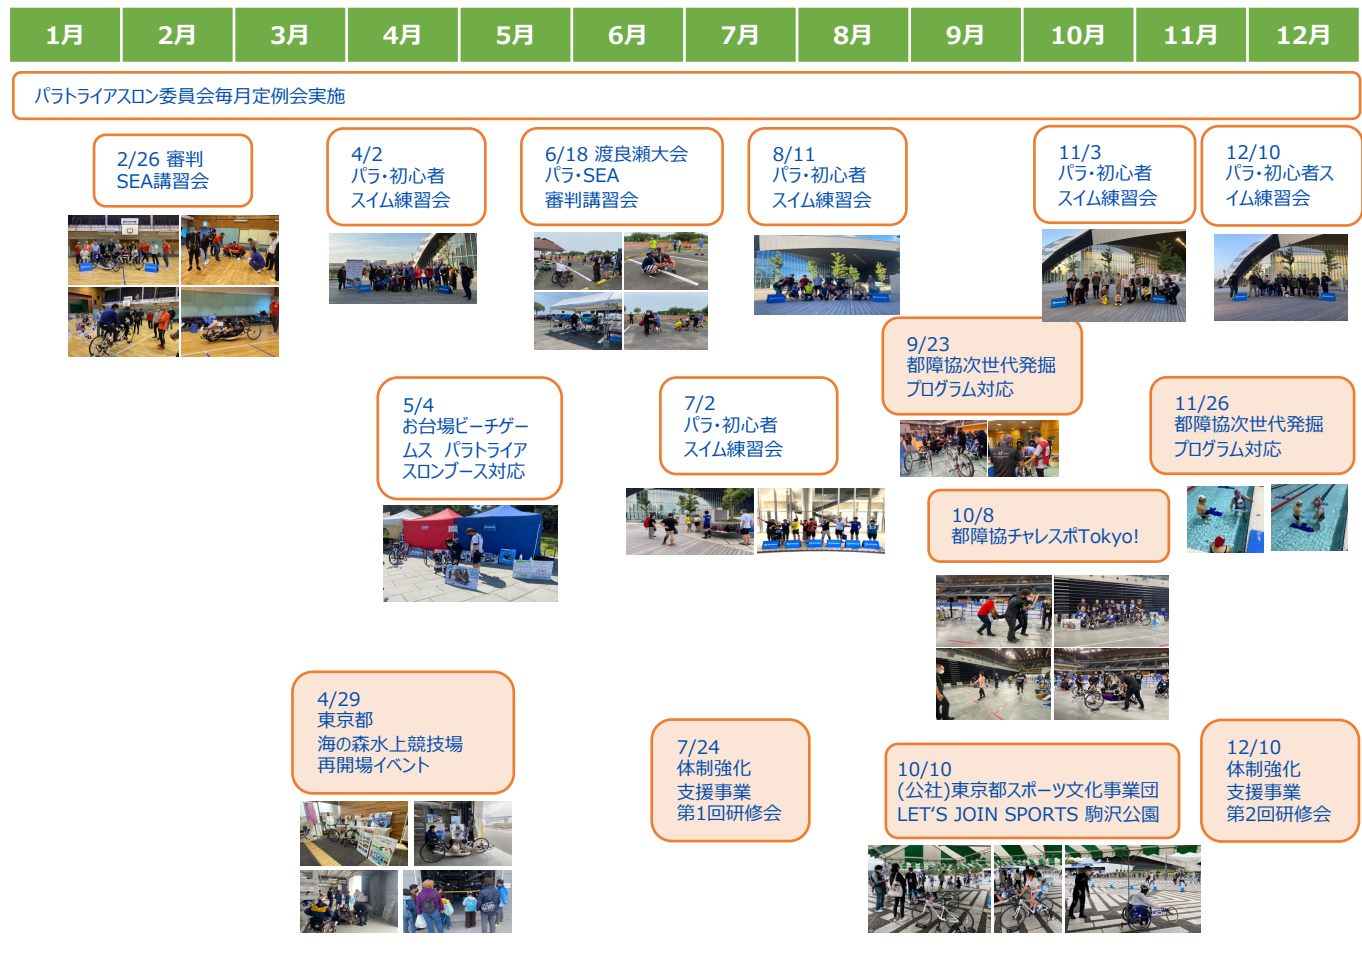 1月 2月 3月 4月 5月 6月 7月 8月 9月 10月 11月 12月
パラトライアスロン委員会毎月定例会実施
2/26 審判
SEA講習会
4/2
パラ・初心者
スイム練習会
6/18 渡良瀬大会
パラ・SEA
審判講習会
8/11
パラ・初心者
スイム練習会
11/3
パラ・初心者
スイム練習会
12/10
パラ・初心者ス
イム練習会
9/23
都障協次世代発掘
プログラム対応
5/4
お台場ビーチゲー
ムス パラトライア
スロンブース対応
7/2
パラ・初心者
スイム練習会
11/26
都障協次世代発掘
プログラム対応
10/8
都障協チャレスポTokyo!
4/29
東京都
海の森水上競技場
再開場イベント
7/24
体制強化
支援事業
第1回研修会
10/10
(公社)東京都スポーツ文化事業団
LET'S JOIN SPORTS 駒沢公園
12/10
体制強化
支援事業
第2回研修会